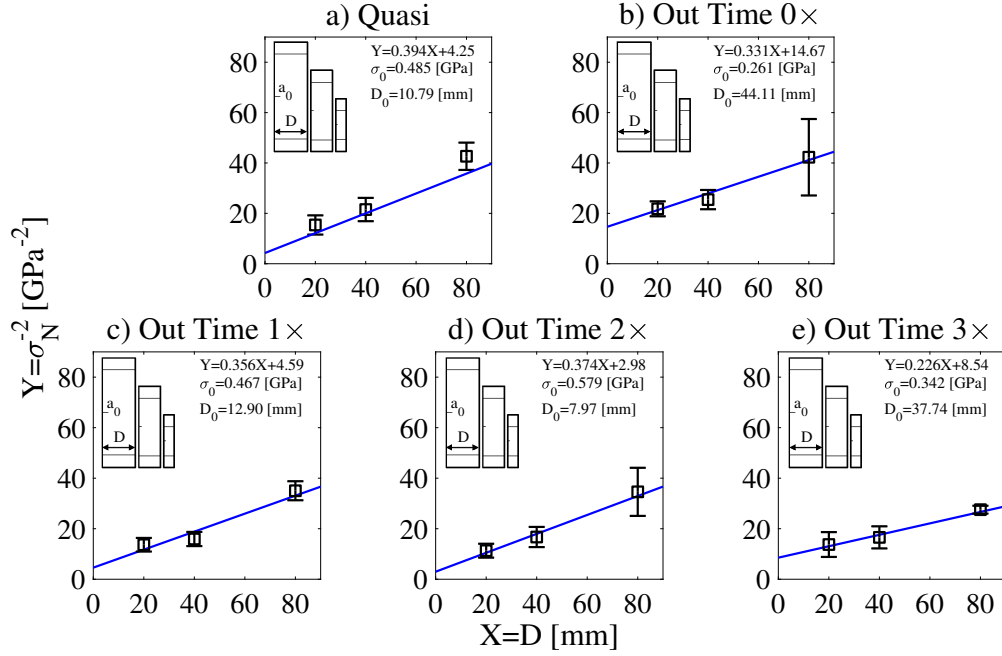 a) Quasi
Y=0.394X+4.25
σ₀=0.485 [GPa]
D₀=10.79 [mm]
a₀
D
80
60
40
20
0
0 20 40 60 80
b) Out Time 0×
Y=0.331X+14.67
σ₀=0.261 [GPa]
D₀=44.11 [mm]
a₀
D
80
60
40
20
0
0 20 40 60 80
Y=σ_N^-2 [GPa^-2]
c) Out Time 1×
Y=0.356X+4.59
σ₀=0.467 [GPa]
D₀=12.90 [mm]
a₀
D
80
60
40
20
0
0 20 40 60 80
d) Out Time 2×
Y=0.374X+2.98
σ₀=0.579 [GPa]
D₀=7.97 [mm]
a₀
D
80
60
40
20
0
0 20 40 60 80
e) Out Time 3×
Y=0.226X+8.54
σ₀=0.342 [GPa]
D₀=37.74 [mm]
a₀
D
80
60
40
20
0
0 20 40 60 80
X=D [mm]